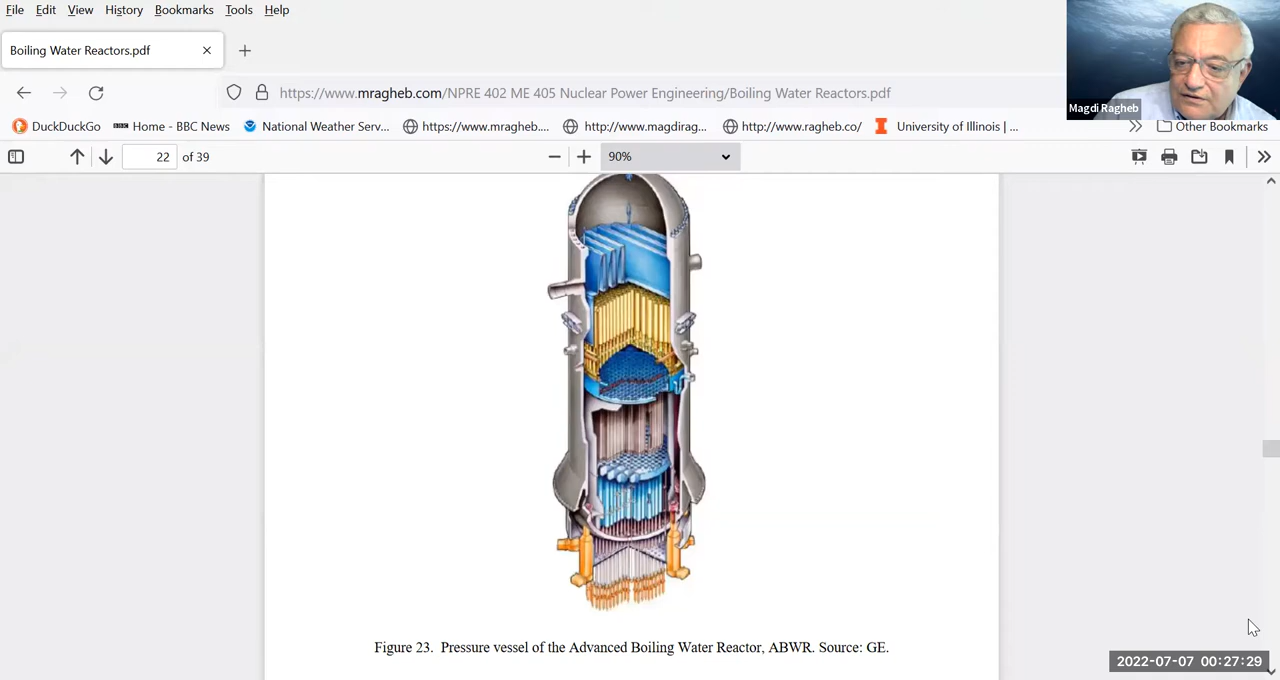 File Edit View History Bookmarks Tools Help
Boiling Water Reactors.pdf
https://www.mragheb.com/NPRE 402 ME 405 Nuclear Power Engineering/Boiling Water Reactors.pdf
Magdi Ragheb
DuckDuckGo BBC Home - BBC News National Weather Serv... https://www.mragheb.... http://www.magdirag... http://www.ragheb.co/ I University of Illinois | ... Other Bookmarks
22 of 39 90%
Figure 23. Pressure vessel of the Advanced Boiling Water Reactor, ABWR. Source: GE.
2022-07-07 00:27:29